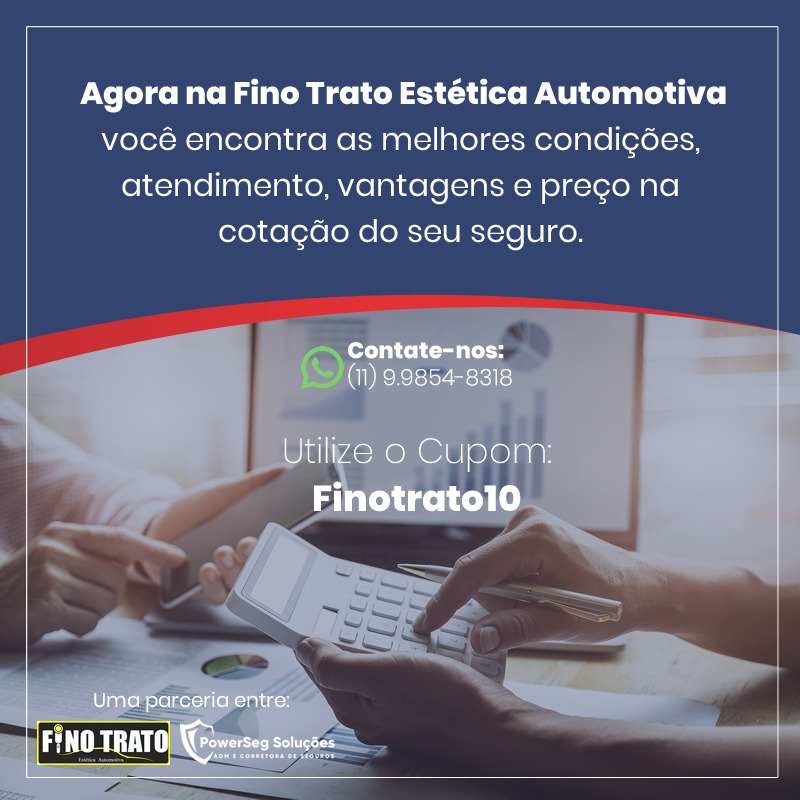 Agora na Fino Trato Estética Automotiva
você encontra as melhores condições,
atendimento, vantagens e preço na
cotação do seu seguro.
Contate-nos:
(11) 9.9854-8318
Utilize o Cupom:
Finotrato10
Uma parceria entre:
FINO TRATO
Estética Automotiva
PowerSeg Soluções
ADM E CORRETORA DE SEGUROS